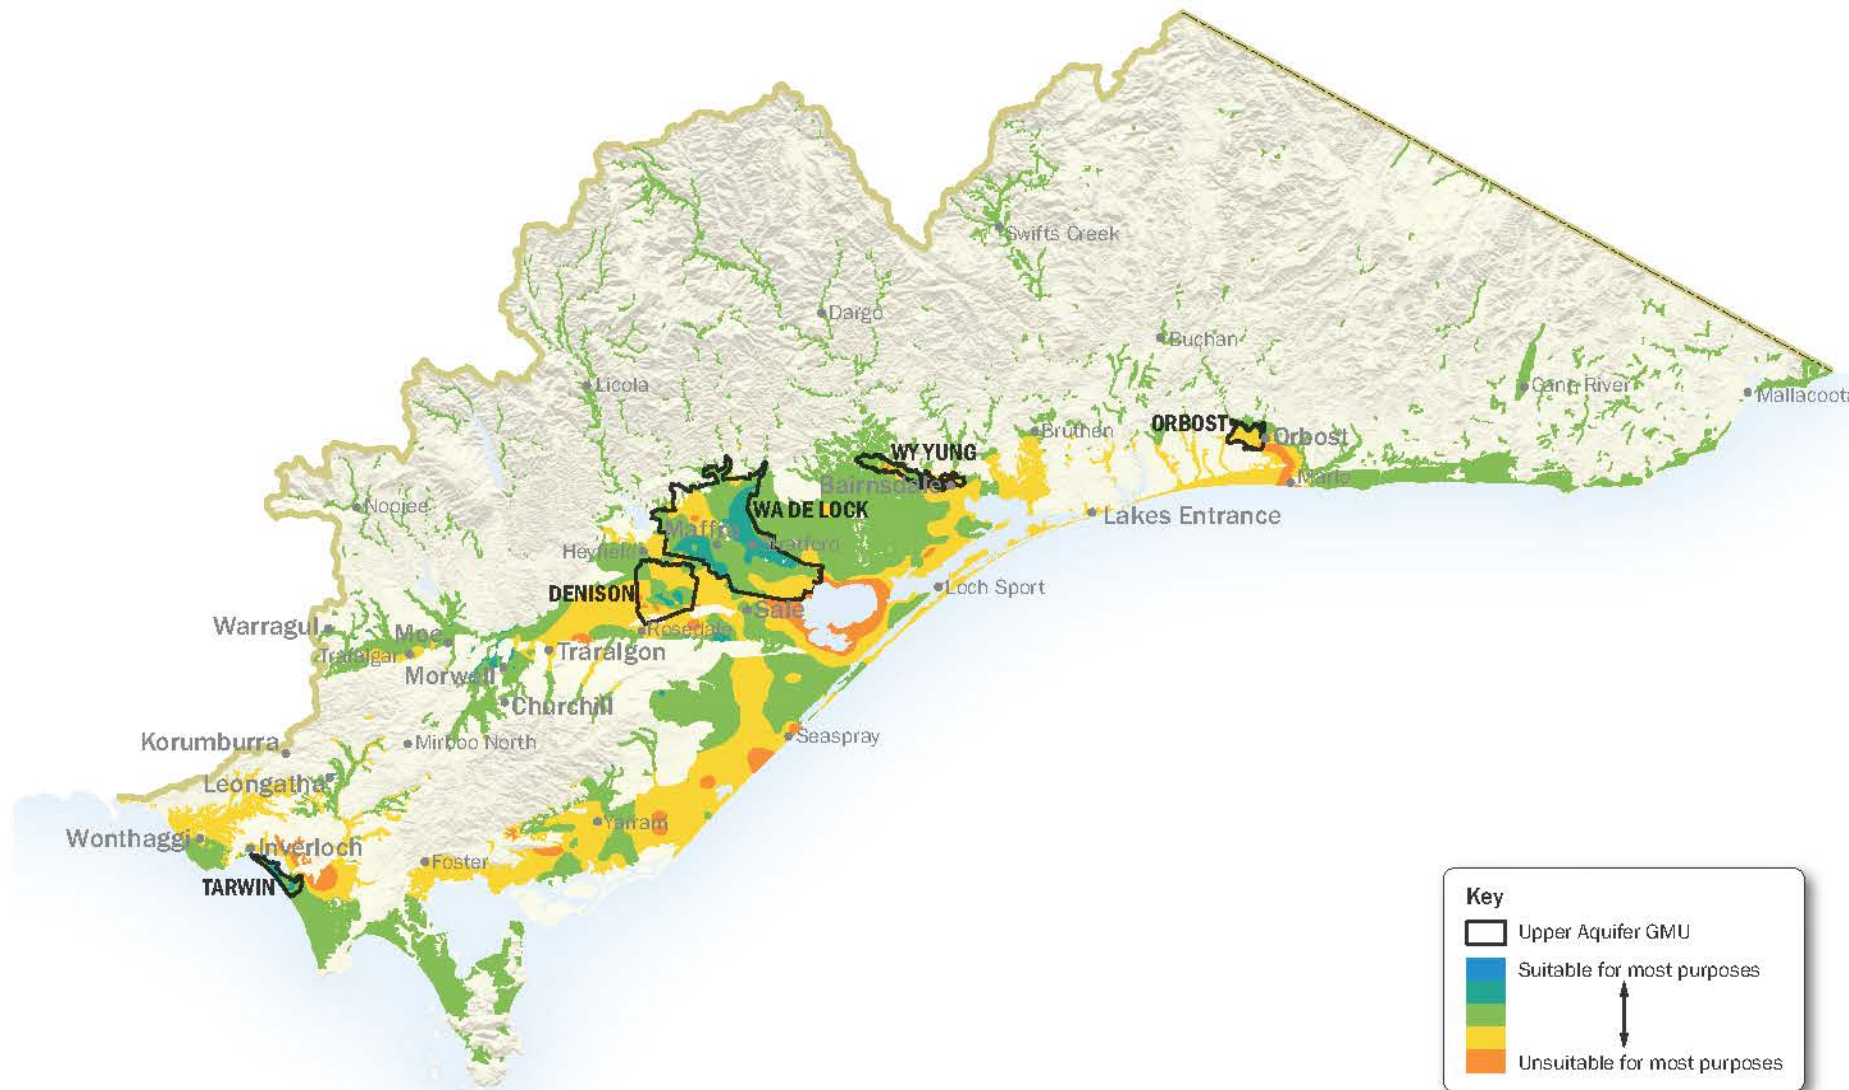 Swifts Creek
Dargo
Buchan
Licola
Cann River
Mallacoota
ORBOST
Orbost
Bruthen
WY YUNG
Bairnsdale
Marlo
Noojee
WA DE LOCK
Lakes Entrance
Maffra
Stratford
Heyfield
DENISON
Loch Sport
Sale
Warragul
Moe
Rosedale
Trafalgar
Traralgon
Morwell
Churchill
Korumburra
Mirboo North
Seaspray
Leongatha
Yarram
Wonthaggi
Inverloch
Foster
TARWIN
Key
Upper Aquifer GMU
Suitable for most purposes
Unsuitable for most purposes